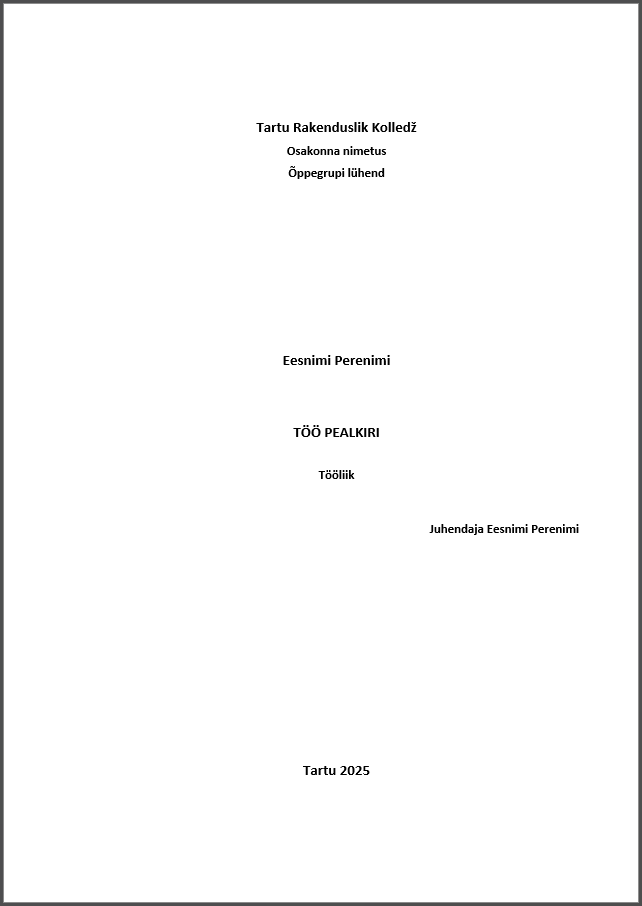 Tartu Rakenduslik Kolledž
Osakonna nimetus
Õppegrupi lühend
Eesnimi Perenimi
TÖÖ PEALKIRI
Tööliik
Juhendaja Eesnimi Perenimi
Tartu 2025